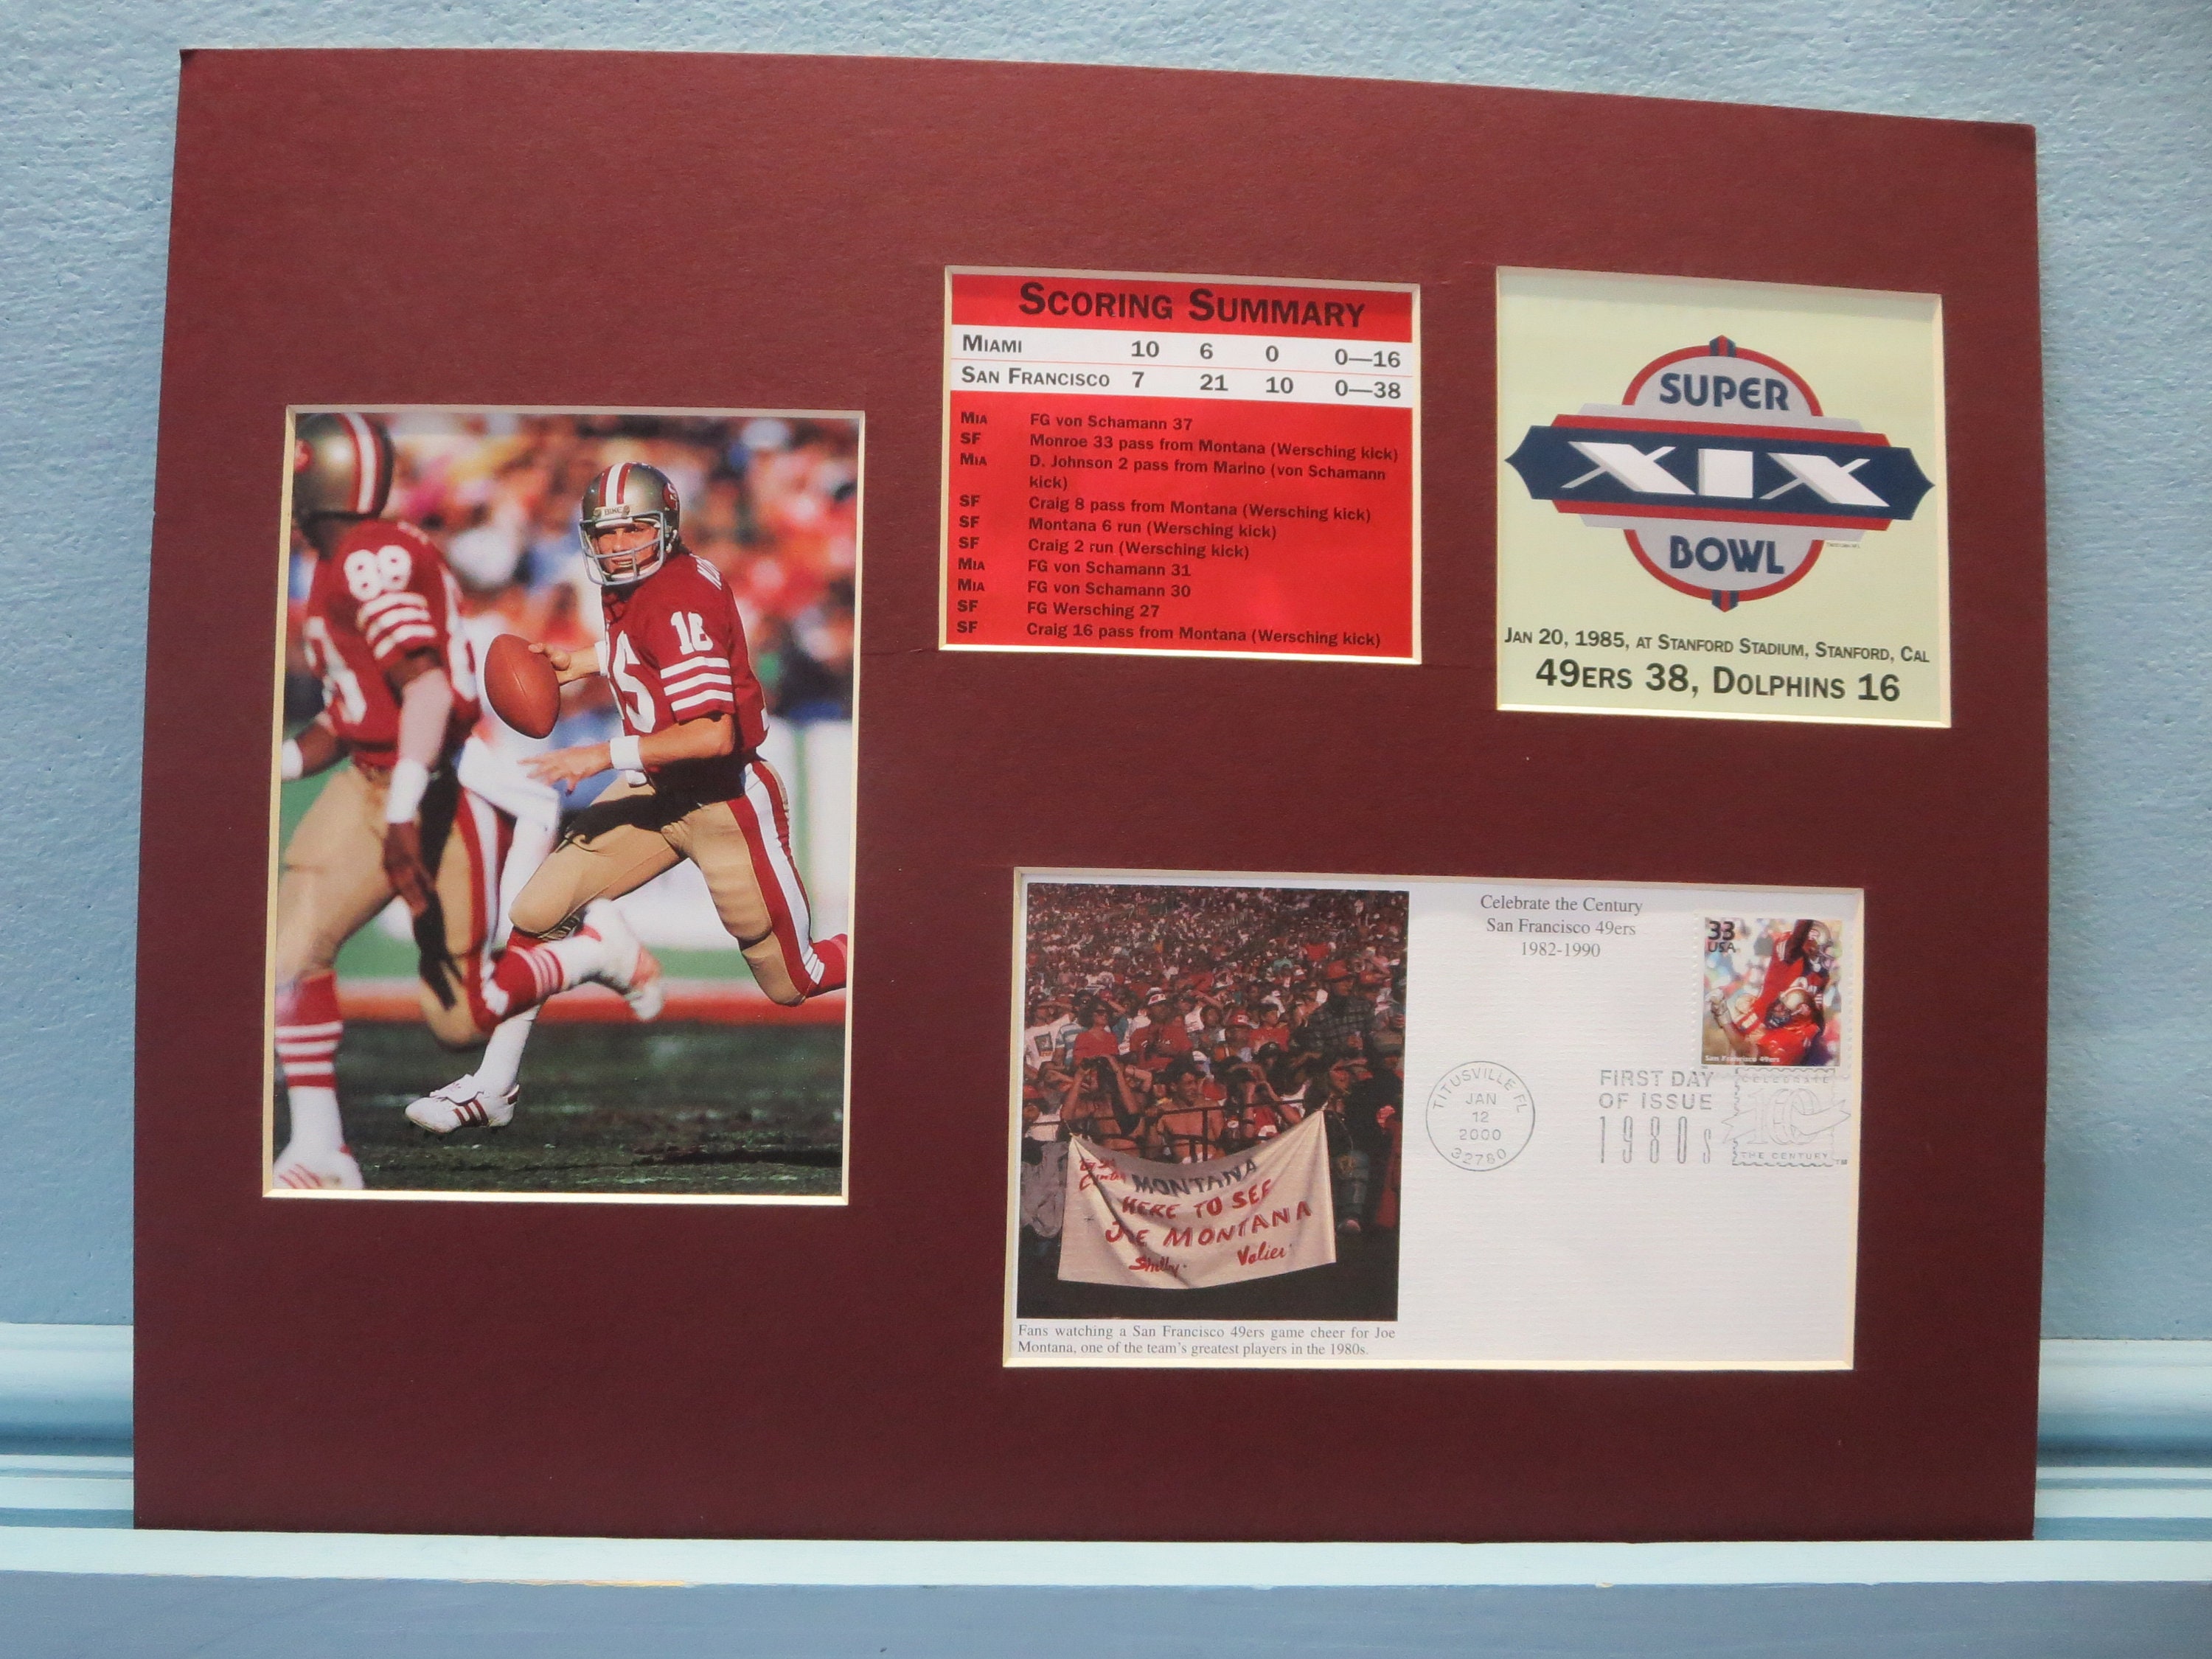 SCORING SUMMARY
MIAMI 10 6 0 0—16
SAN FRANCISCO 7 21 10 0—38
MIA FG von Schamann 37
SF Monroe 33 pass from Montana (Wersching kick)
MIA D. Johnson 2 pass from Marino (von Schamann
kick)
SF Craig 8 pass from Montana (Wersching kick)
SF Montana 6 run (Wersching kick)
SF Craig 2 run (Wersching kick)
MIA FG von Schamann 31
MIA FG von Schamann 30
SF FG Wersching 27
SF Craig 16 pass from Montana (Wersching kick)
SUPER
XIX
BOWL
JAN 20, 1985, AT STANFORD STADIUM, STANFORD, CAL
49ERS 38, DOLPHINS 16
88
16
Celebrate the Century
San Francisco 49ers
1982-1990
33
USA
San Francisco 49ers
TITUSVILLE FL
JAN
12
2000
32780
FIRST DAY
OF ISSUE
1980s
CELEBRATE
100
THE CENTURY
TM
MONTANA
HERE TO SEE
JOE MONTANA
Shelby. Valier
Fans watching a San Francisco 49ers game cheer for Joe
Montana, one of the team's greatest players in the 1980s.